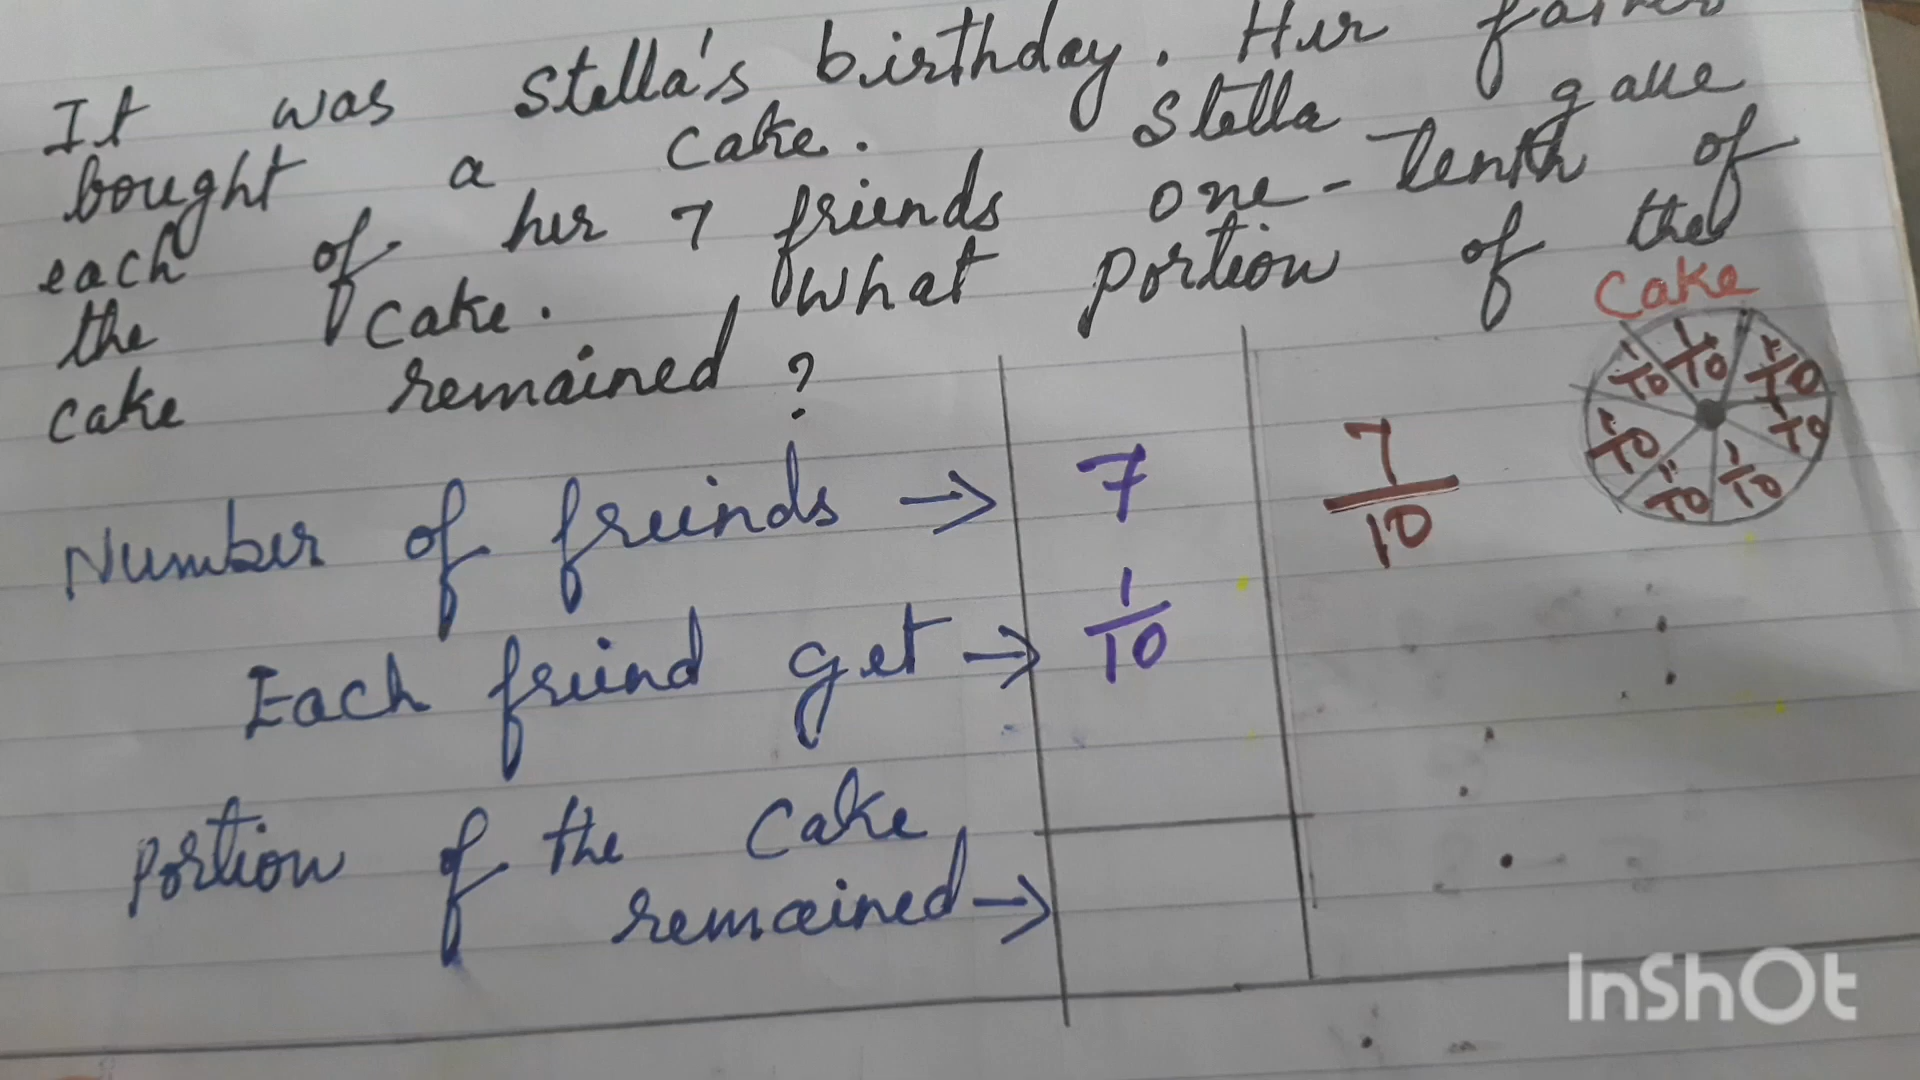 It was Stella's birthday. Her father
bought a cake. Stella gave
each of her 7 friends one-tenth of
the cake. What portion of the
cake remained?
cake
1/10 1/10 1/10
1/10 1/10
1/10 1/10
Number of freinds → 7 7/10
Each freind get → 1/10
Portion of the cake
remained →
InShOt